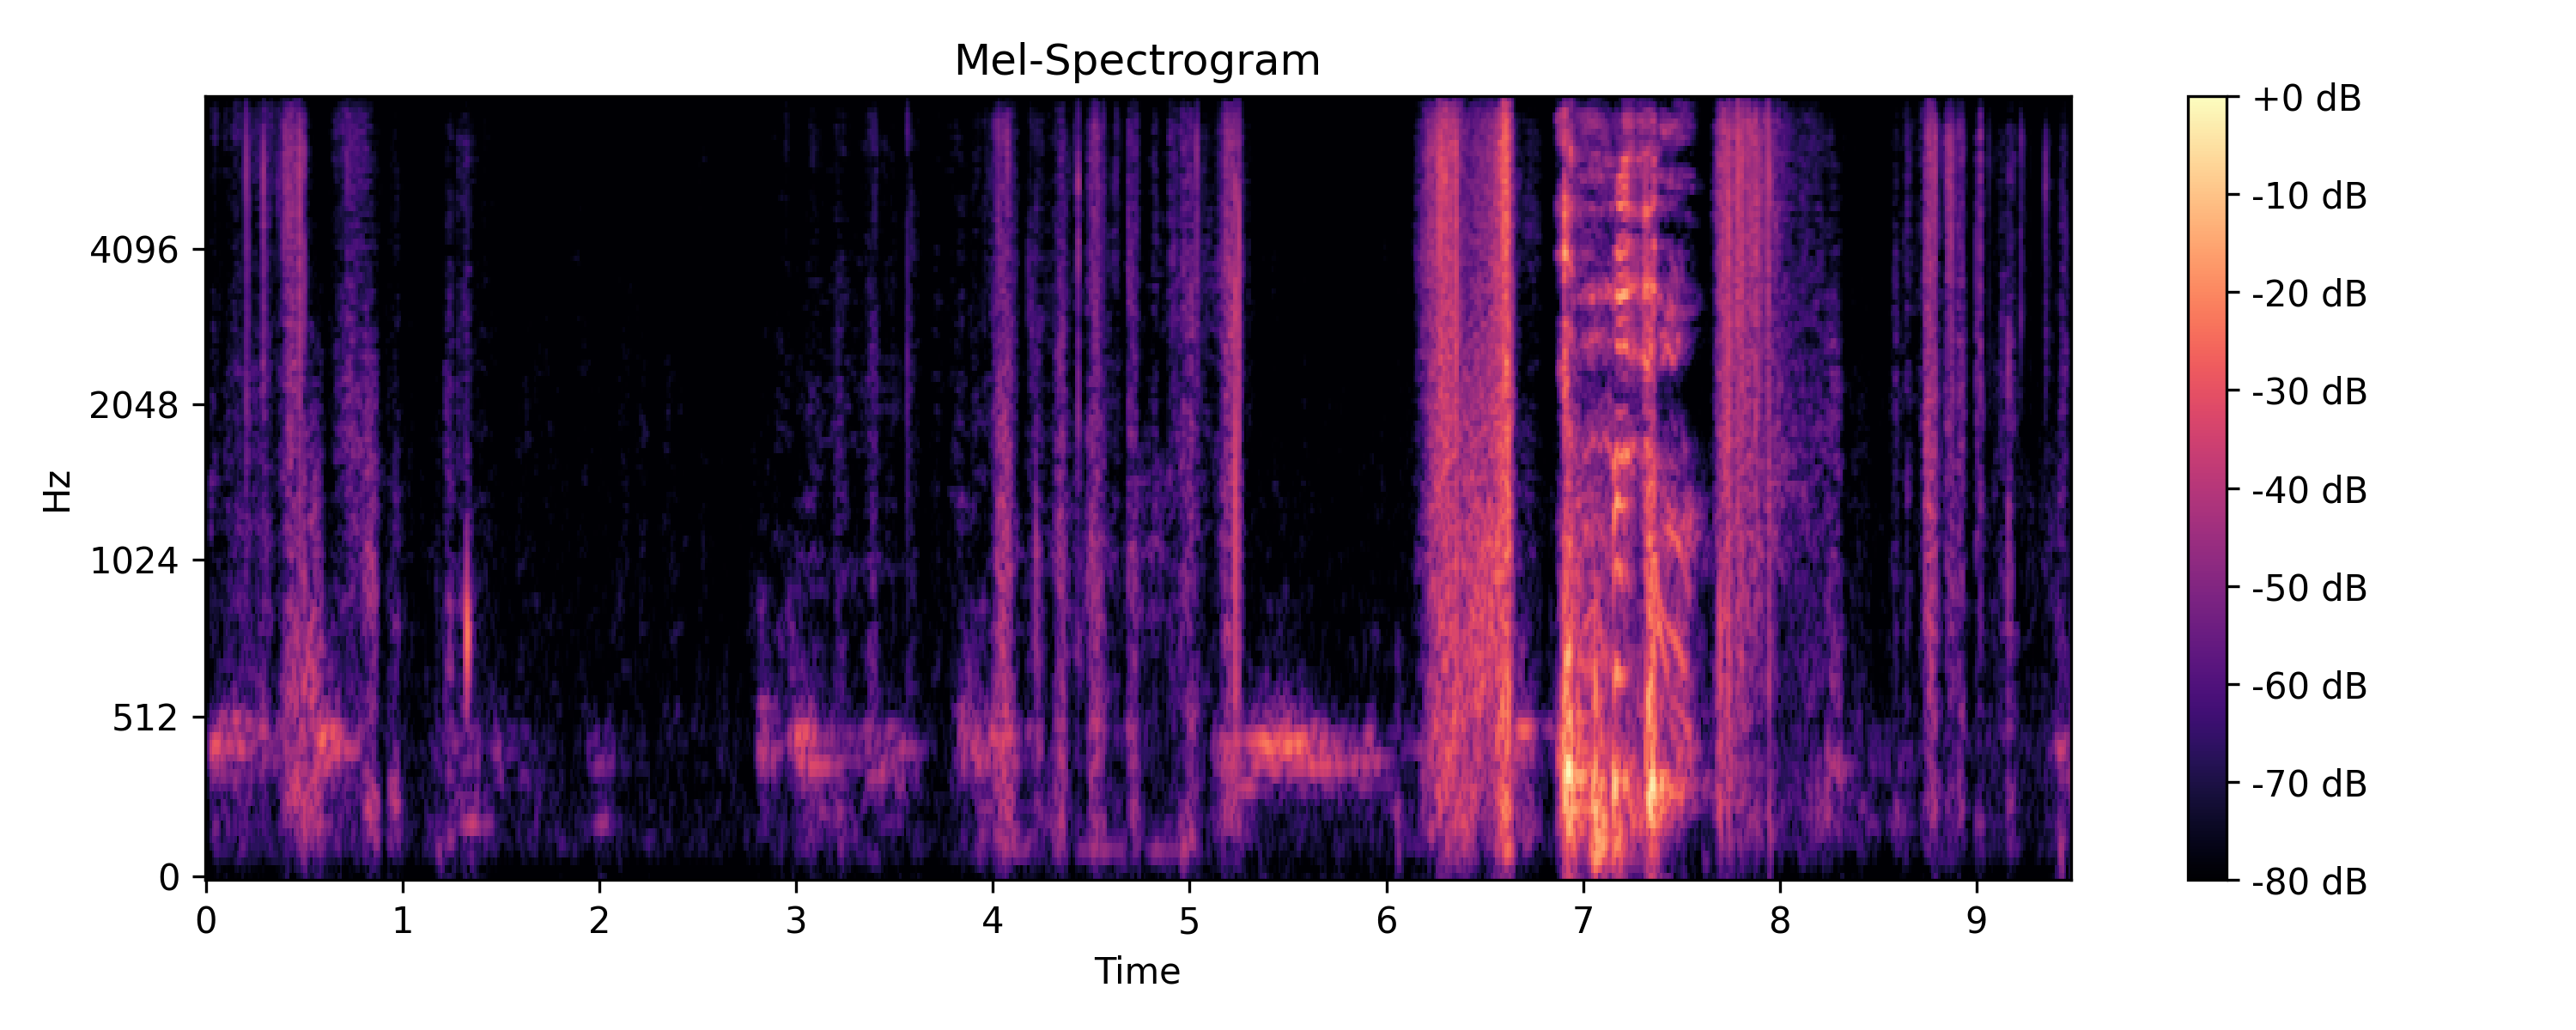 Mel-Spectrogram
Hz
4096
2048
1024
512
0
0 1 2 3 4 5 6 7 8 9
Time
+0 dB
-10 dB
-20 dB
-30 dB
-40 dB
-50 dB
-60 dB
-70 dB
-80 dB